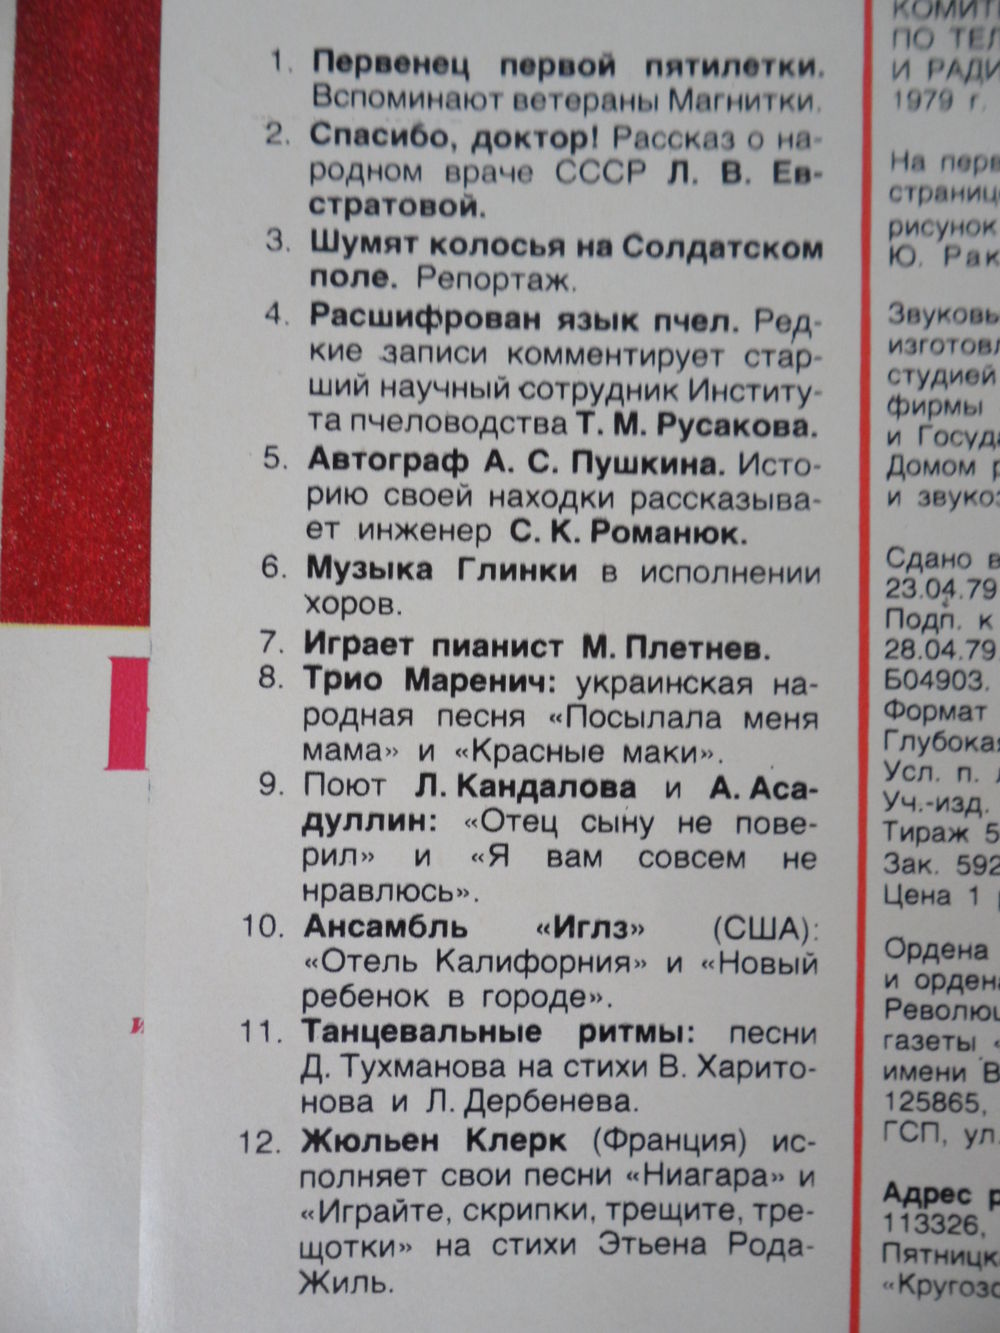 1. Первенец первой пятилетки.
Вспоминают ветераны Магнитки.
2. Спасибо, доктор! Рассказ о на-
родном враче СССР Л. В. Ев-
стратовой.
3. Шумят колосья на Солдатском
поле. Репортаж.
4. Расшифрован язык пчел. Ред-
кие записи комментирует стар-
ший научный сотрудник Институ-
та пчеловодства Т. М. Русакова.
5. Автограф А. С. Пушкина. Исто-
рию своей находки рассказыва-
ет инженер С. К. Романюк.
6. Музыка Глинки в исполнении
хоров.
7. Играет пианист М. Плетнев.
8. Трио Маренич: украинская на-
родная песня «Посылала меня
мама» и «Красные маки».
9. Поют Л. Кандалова и А. Аса-
дуллин: «Отец сыну не пове-
рил» и «Я вам совсем не
нравлюсь».
10. Ансамбль «Иглз» (США):
«Отель Калифорния» и «Новый
ребенок в городе».
11. Танцевальные ритмы: песни
Д. Тухманова на стихи В. Харито-
нова и Л. Дербенева.
12. Жюльен Клерк (Франция) ис-
полняет свои песни «Ниагара» и
«Играйте, скрипки, трещите, тре-
щотки» на стихи Этьена Рода-
Жиль.
КОМИТ
ПО ТЕЛ
И РАДИ
1979 г.
На перв
странице
рисунок
Ю. Рак
Звуковы
изготовл
студией
фирмы
и Госуда
Домом р
и звукоз
Сдано в
23.04.79
Подп. к
28.04.79
Б04903.
Формат
Глубокая
Усл. п. л
Уч.-изд.
Тираж 5
Зак. 592
Цена 1 р
Ордена
и ордена
Революц
газеты «
имени В
125865,
ГСП, ул.
Адрес р
113326,
Пятницка
«Кругозо